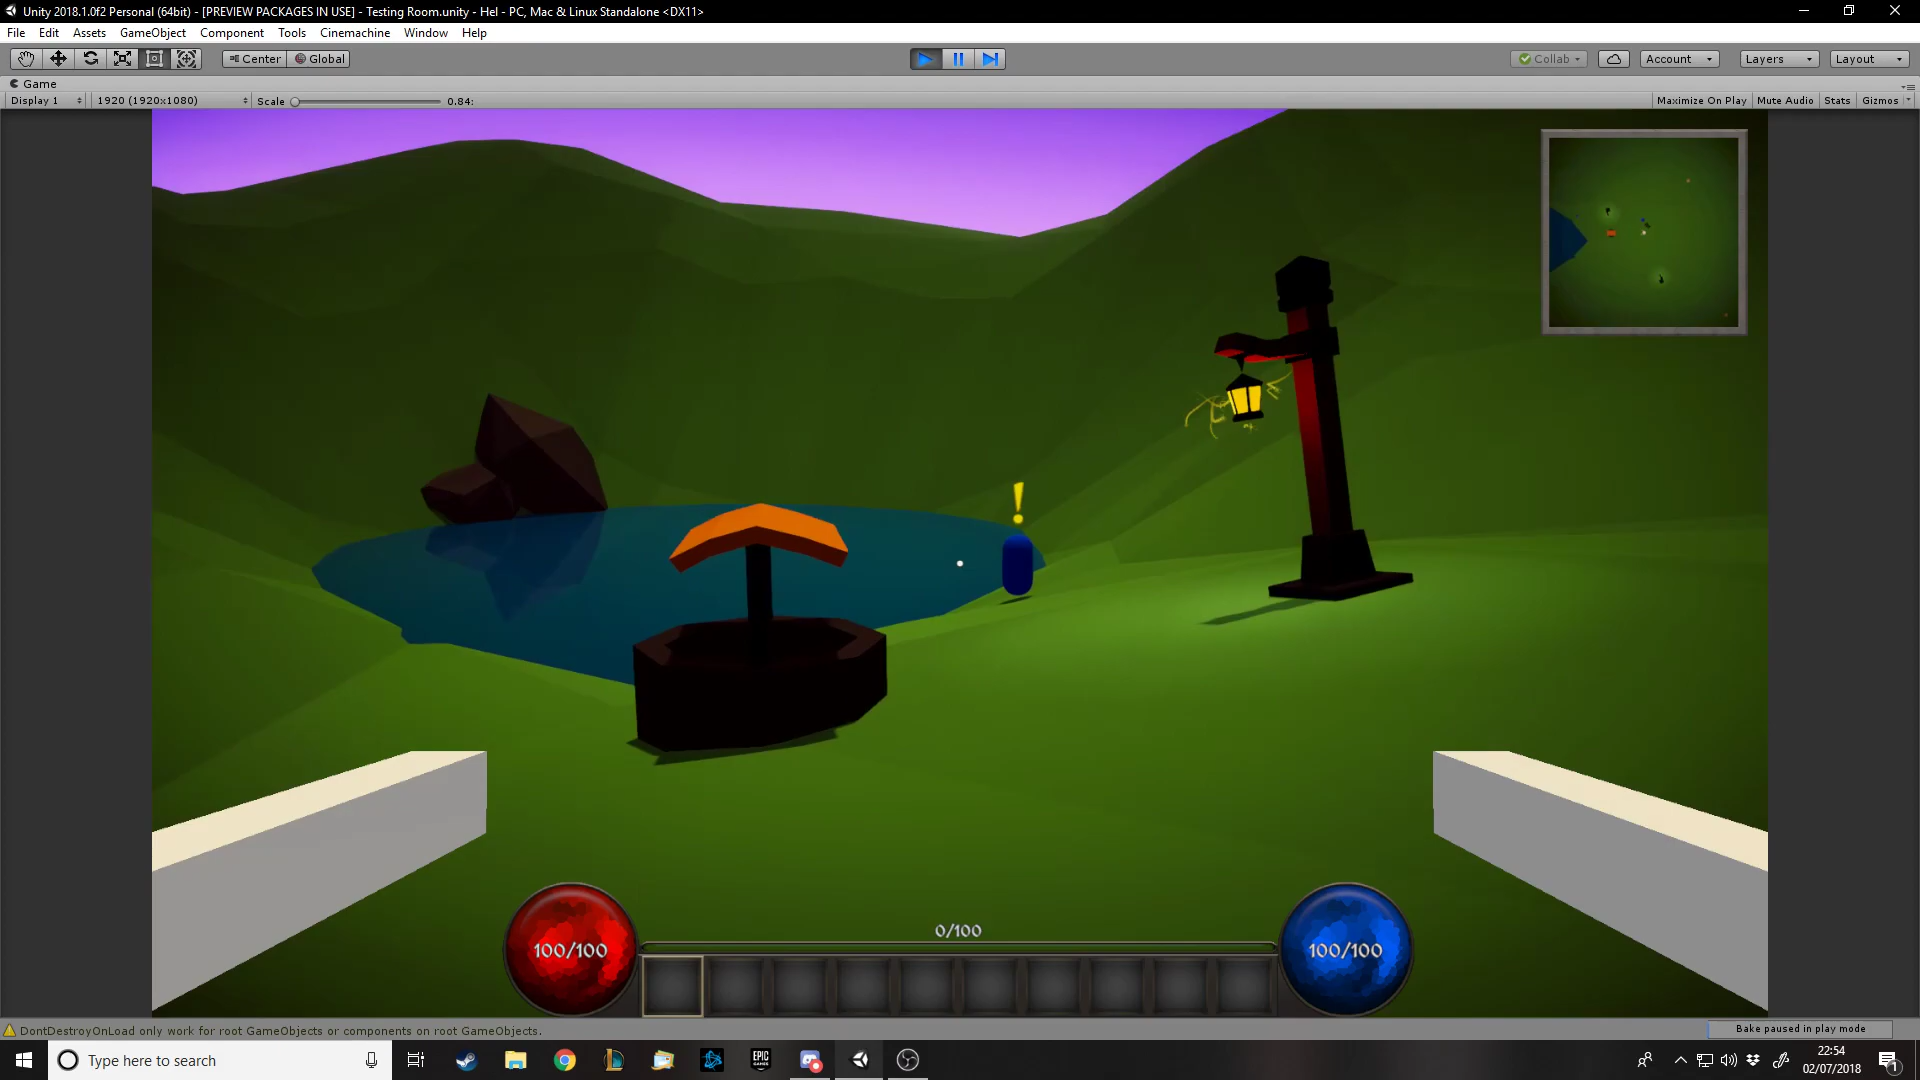 Unity 2018.1.0f2 Personal (64bit) - [PREVIEW PACKAGES IN USE] - Testing Room.unity - Hel - PC, Mac & Linux Standalone <DX11>
File Edit Assets GameObject Component Tools Cinemachine Window Help
Center Global Collab Account Layers Layout
Game
Display 1 1920 (1920x1080) Scale 0.84: Maximize On Play Mute Audio Stats Gizmos
!
0/100
100/100 100/100
DontDestroyOnLoad only work for root GameObjects or components on root GameObjects.
Bake paused in play mode
Type here to search
EPIC
GAMES
22:54
02/07/2018
1